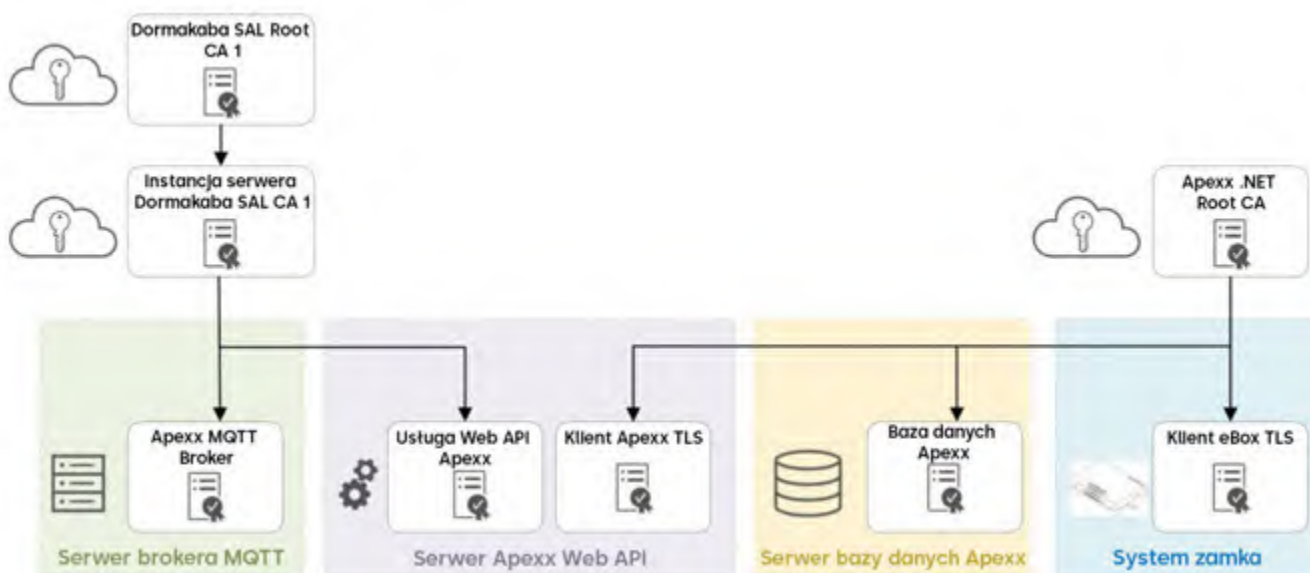 Dormakaba SAL Root
CA 1
Instancja serwera
Dormakaba SAL CA 1
Apexx .NET
Root CA
Apexx MQTT
Broker
Usługa Web API
Apexx
Klient Apexx TLS
Baza danych
Apexx
Klient eBox TLS
Serwer brokera MQTT
Serwer Apexx Web API
Serwer bazy danych Apexx
System zamka